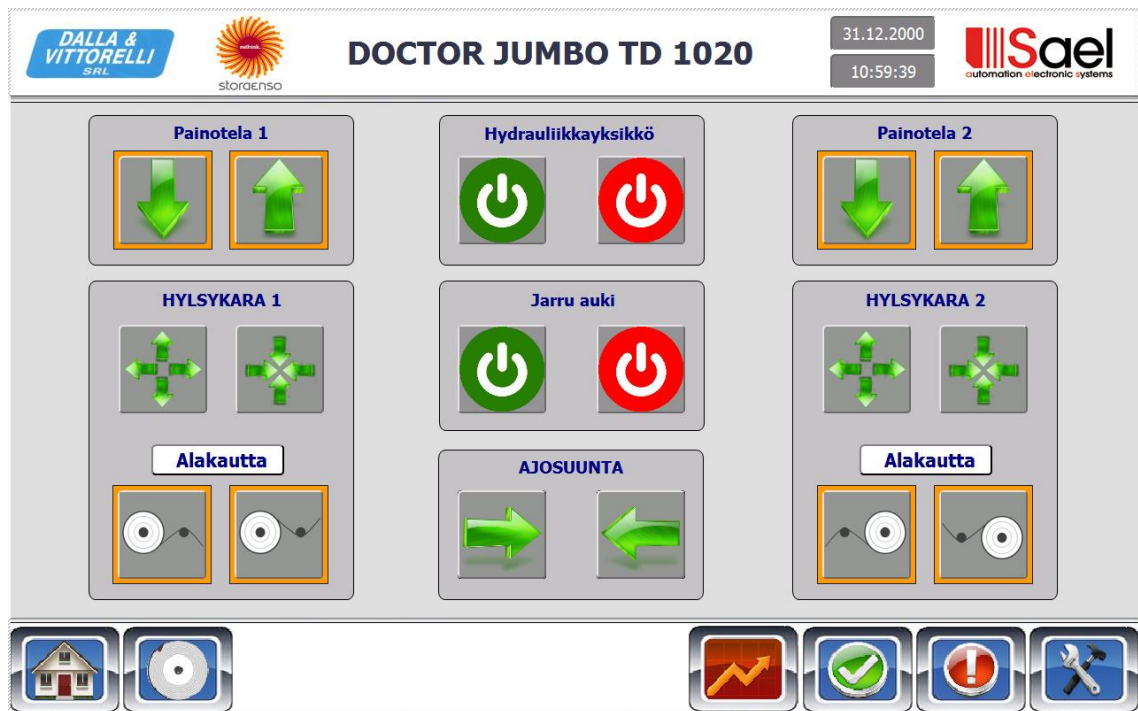 DALLA &
VITTORELLI
SRL
rethink.
storaenso
DOCTOR JUMBO TD 1020
31.12.2000
10:59:39
Sael
automation electronic systems
Painotela 1
Hydrauliikkayksikkö
Painotela 2
HYLSYKARA 1
Jarru auki
HYLSYKARA 2
Alakautta
AJOSUUNTA
Alakautta